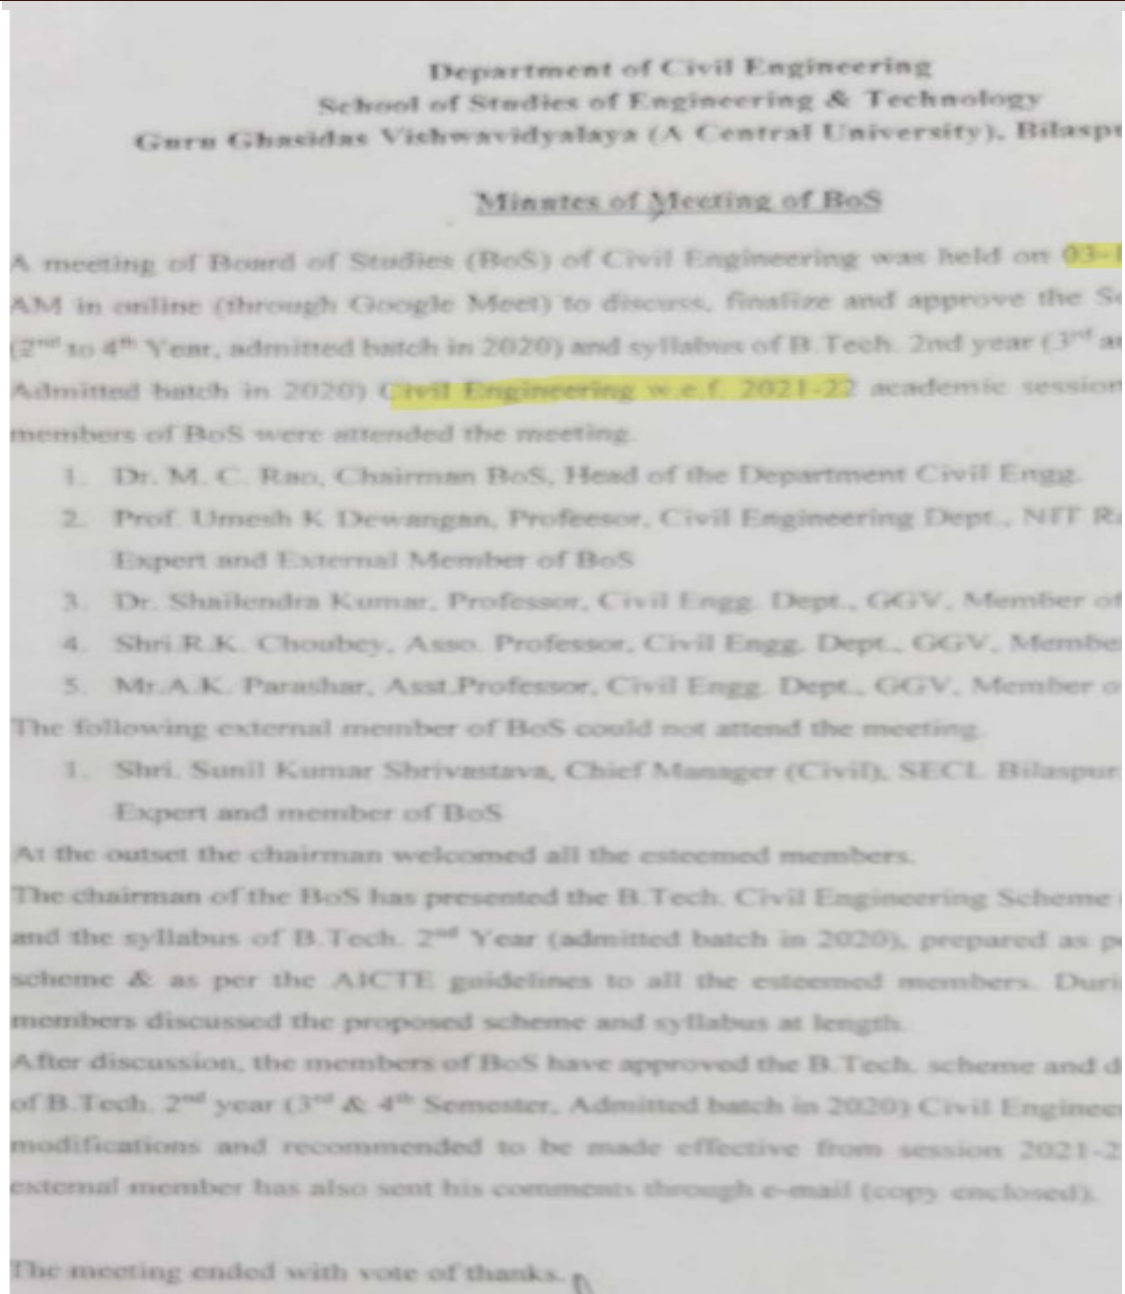 Department of Civil Engineering
School of Studies of Engineering & Technology
Guru Ghasidas Vishwavidyalaya (A Central University), Bilaspu
Minutes of Meeting of BoS
A meeting of Board of Studies (BoS) of Civil Engineering was held on 03-1
AM in online (through Google Meet) to discuss, finalize and approve the Sc
(2nd to 4th Year, admitted batch in 2020) and syllabus of B.Tech. 2nd year (3rd an
Admitted batch in 2020) Civil Engineering w.e.f. 2021-22 academic session
members of BoS were attended the meeting.
1. Dr. M. C. Rao, Chairman BoS, Head of the Department Civil Engg.
2. Prof. Umesh K Dewangan, Profeesor, Civil Engineering Dept., NIT Ra
Expert and External Member of BoS
3. Dr. Shailendra Kumar, Professor, Civil Engg. Dept., GGV, Member of
4. Shri.R.K. Choubey, Asso. Professor, Civil Engg. Dept., GGV, Membe
5. Mr.A.K. Parashar, Asst.Professor, Civil Engg. Dept., GGV, Member o
The following external member of BoS could not attend the meeting.
1. Shri. Sunil Kumar Shrivastava, Chief Manager (Civil), SECL Bilaspur
Expert and member of BoS
At the outset the chairman welcomed all the esteemed members.
The chairman of the BoS has presented the B.Tech. Civil Engineering Scheme
and the syllabus of B.Tech. 2nd Year (admitted batch in 2020), prepared as p
scheme & as per the AICTE guidelines to all the esteemed members. Duri
members discussed the proposed scheme and syllabus at length.
After discussion, the members of BoS have approved the B.Tech. scheme and d
of B.Tech. 2nd year (3rd & 4th Semester, Admitted batch in 2020) Civil Engineer
modifications and recommended to be made effective from session 2021-2
external member has also sent his comments through e-mail (copy enclosed).
The meeting ended with vote of thanks.